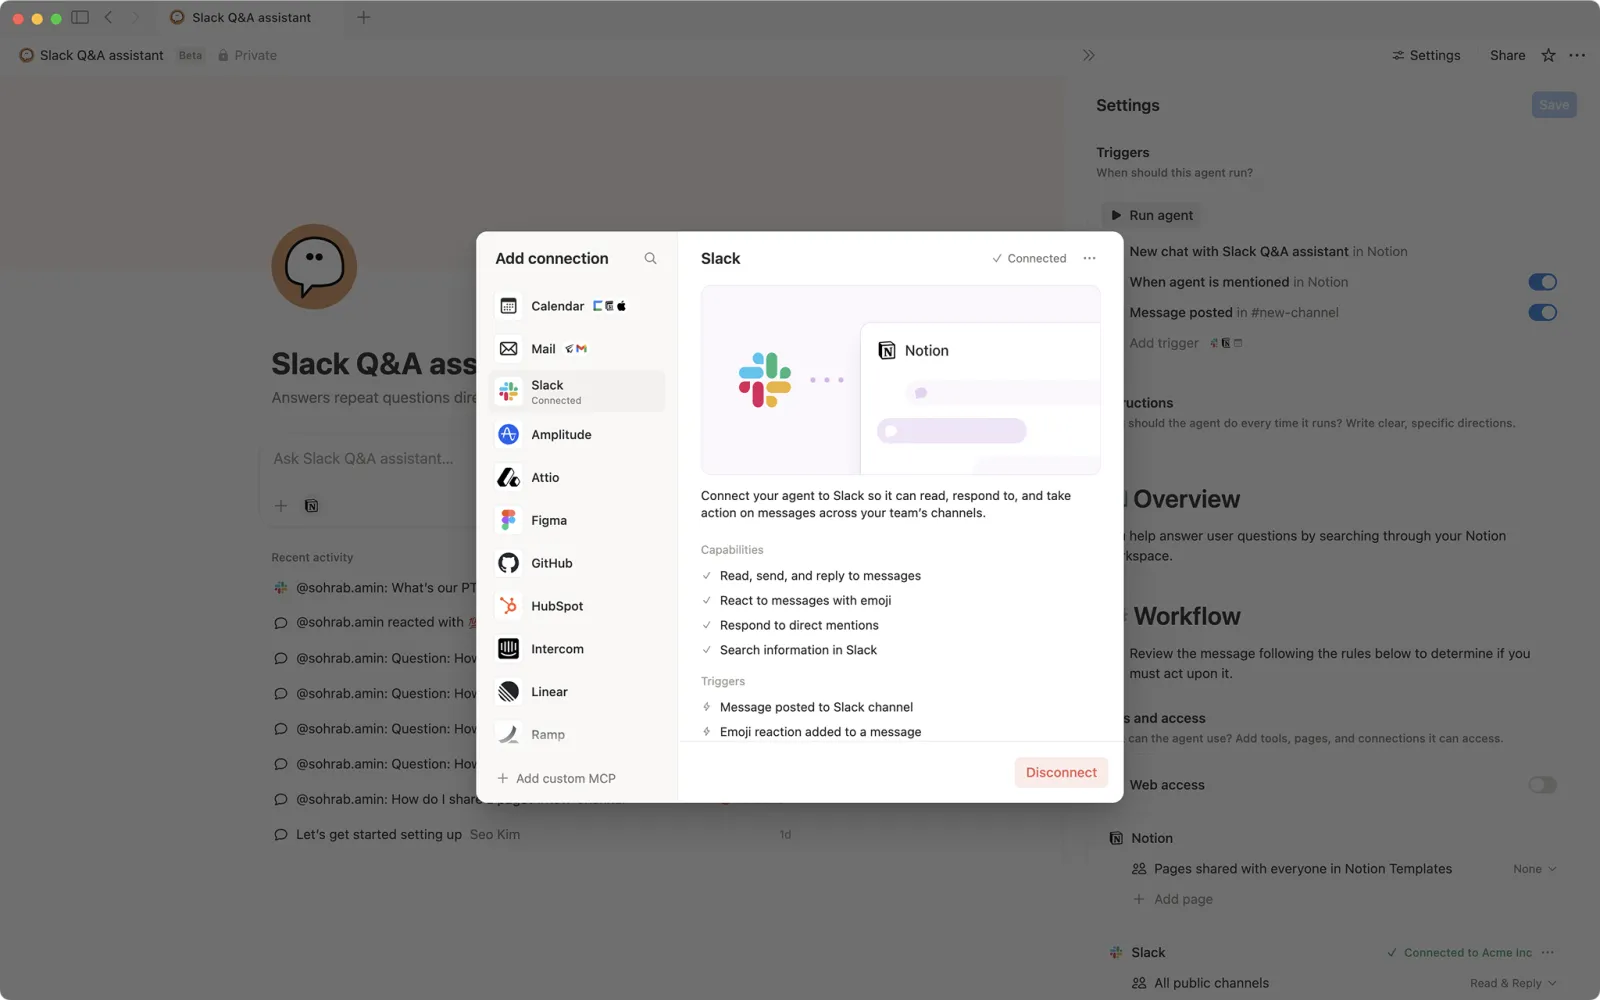 Slack Q&A assistant
Slack Q&A assistant Beta Private
Settings Share
Slack Q&A ass
Answers repeat questions dire
Ask Slack Q&A assistant...
Recent activity
@sohrab.amin: What's our PT
@sohrab.amin reacted with 💯
@sohrab.amin: Question: How
@sohrab.amin: Question: How
@sohrab.amin: Question: How
@sohrab.amin: Question: How
@sohrab.amin: How do I share
Let's get started setting up Seo Kim 1d
Add connection
Calendar
Mail
Slack
Connected
Amplitude
Attio
Figma
GitHub
HubSpot
Intercom
Linear
Ramp
Add custom MCP
Slack
Connected
Notion
Connect your agent to Slack so it can read, respond to, and take
action on messages across your team's channels.
Capabilities
Read, send, and reply to messages
React to messages with emoji
Respond to direct mentions
Search information in Slack
Triggers
Message posted to Slack channel
Emoji reaction added to a message
Disconnect
Settings
Save
Triggers
When should this agent run?
Run agent
New chat with Slack Q&A assistant in Notion
When agent is mentioned in Notion
Message posted in #new-channel
Add trigger
ructions
should the agent do every time it runs? Write clear, specific directions.
Overview
help answer user questions by searching through your Notion
kspace.
Workflow
Review the message following the rules below to determine if you
must act upon it.
s and access
can the agent use? Add tools, pages, and connections it can access.
Web access
Notion
Pages shared with everyone in Notion Templates None
Add page
Slack Connected to Acme Inc
All public channels Read & Reply